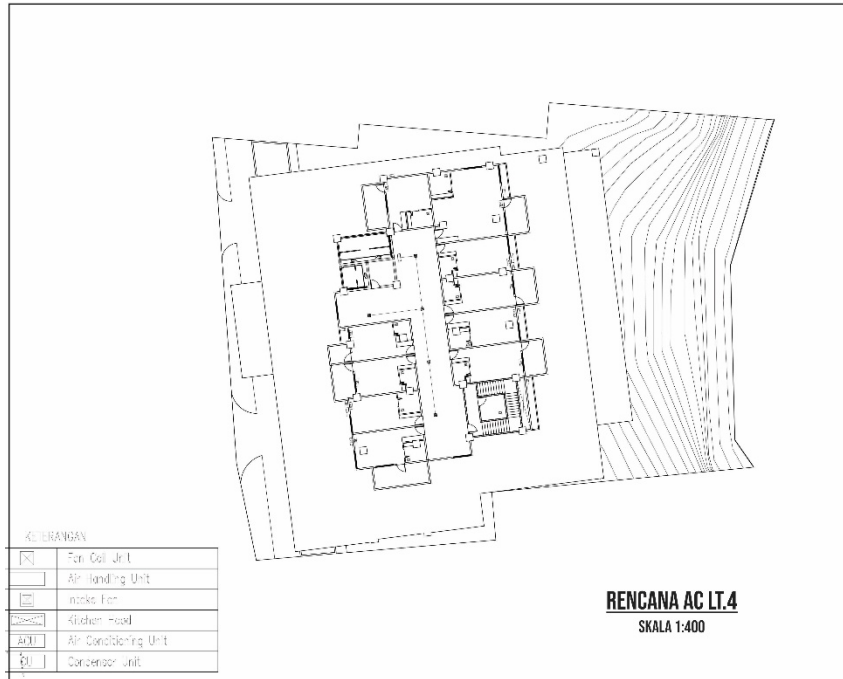 KETERANGAN
Fan Coil Unit
Air Handling Unit
Intake Fan
Kitchen Hood
ACU Air Conditioning Unit
CU Condensor Unit
RENCANA AC LT.4
SKALA 1:400